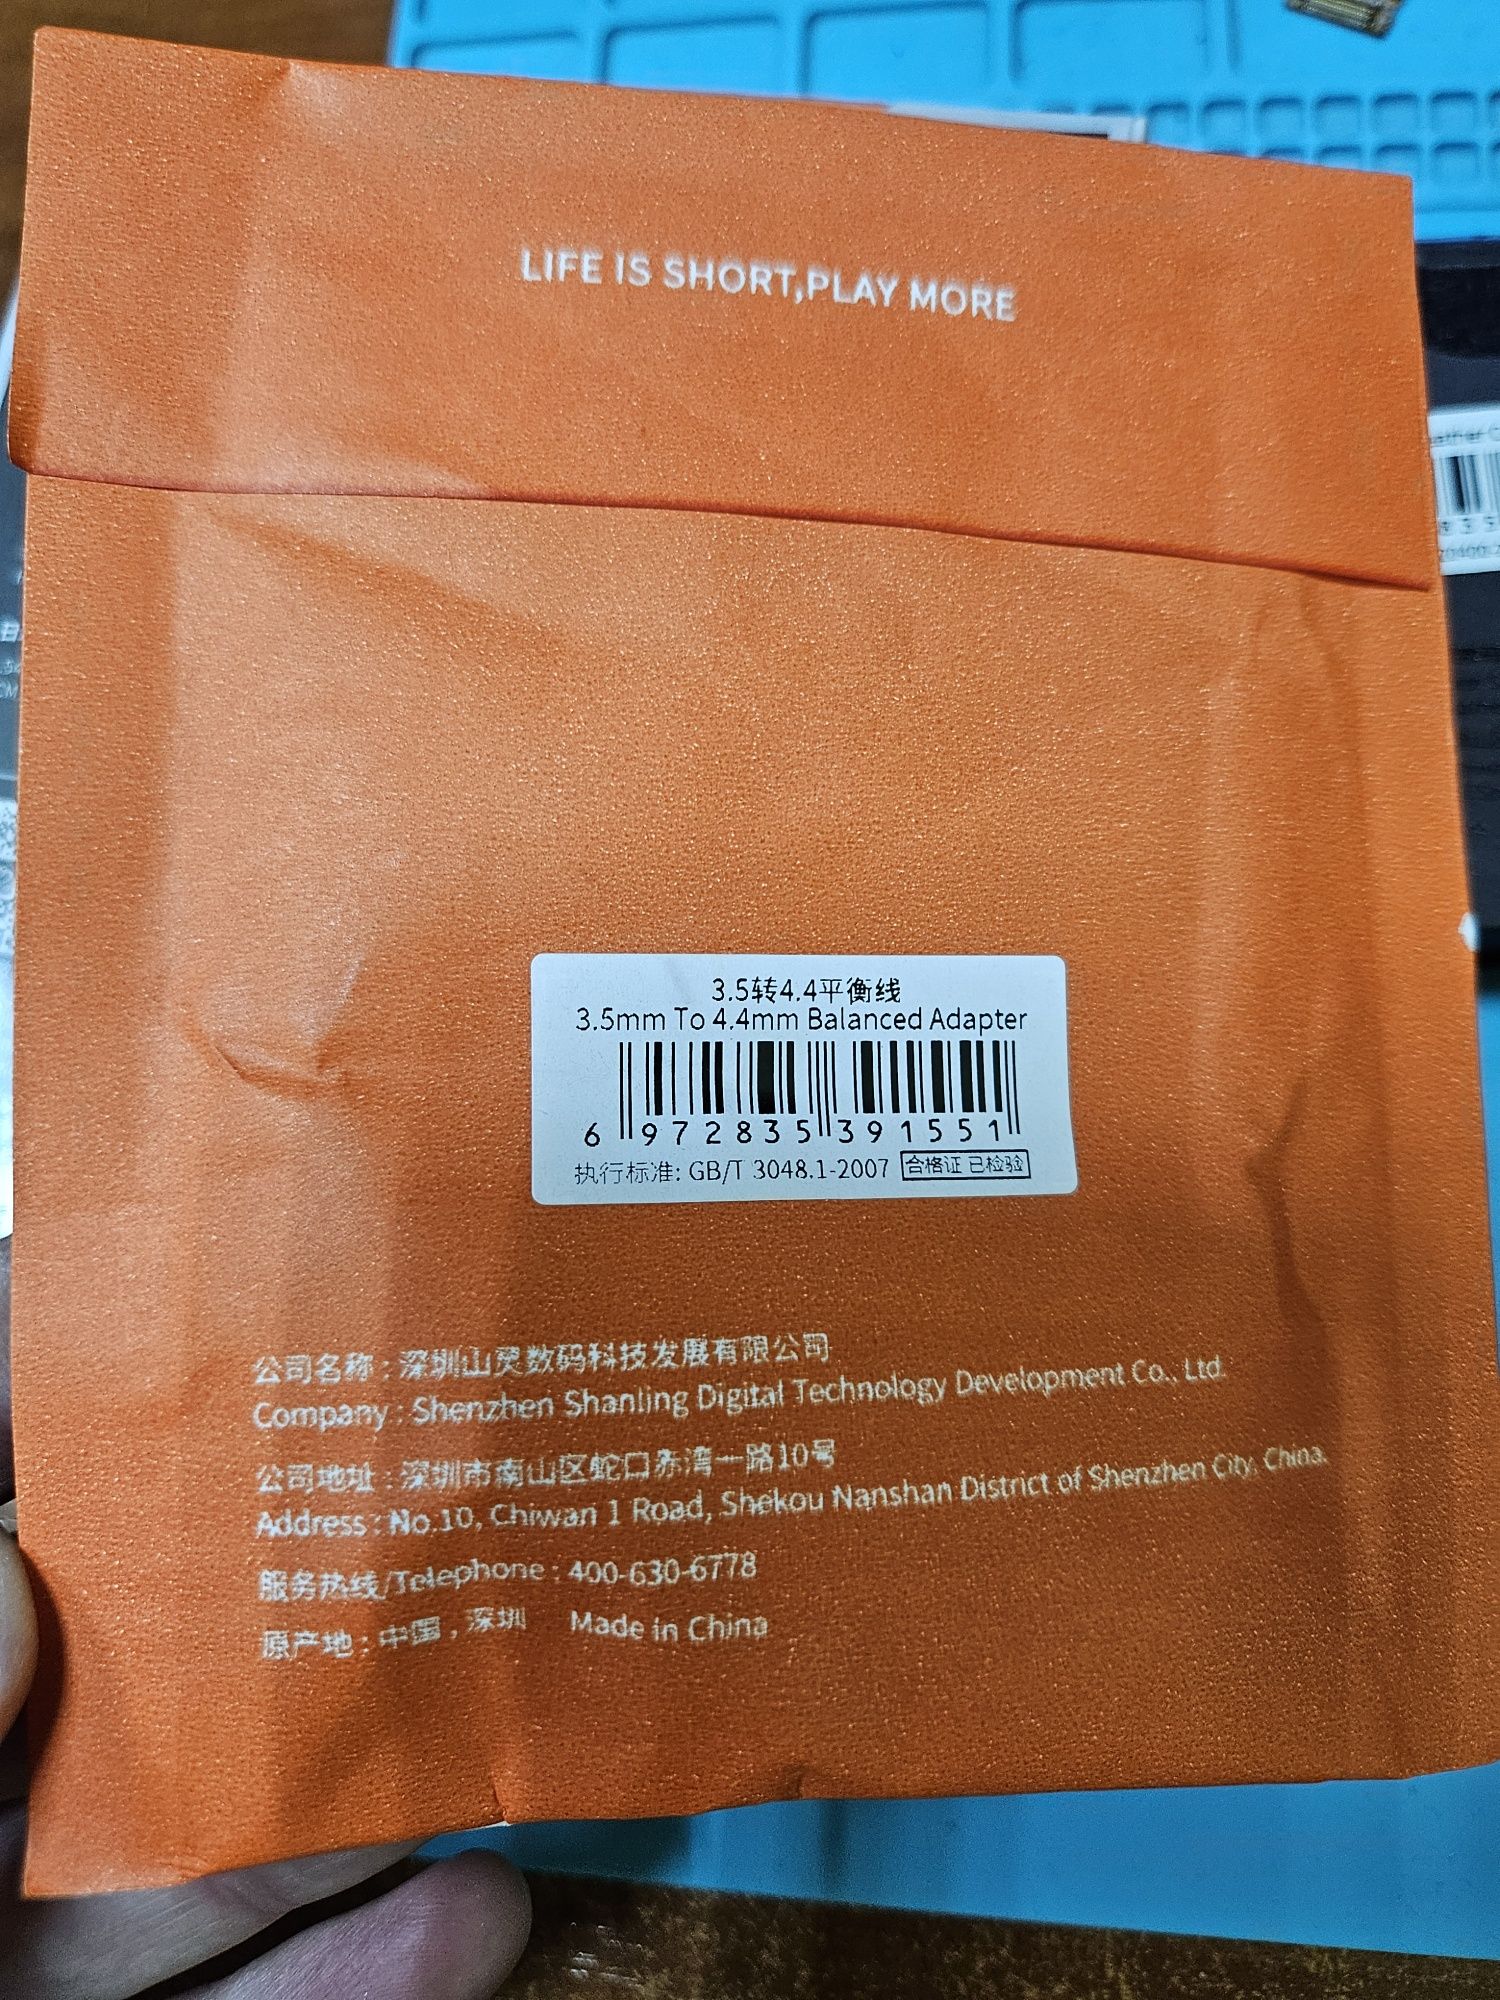 LIFE IS SHORT,PLAY MORE
3.5转4.4平衡线
3.5mm To 4.4mm Balanced Adapter
6 972835 391551
执行标准: GB/T 3048.1-2007 合格证 已检验
公司名称：深圳山灵数码科技发展有限公司
Company : Shenzhen Shanling Digital Technology Development Co., Ltd.
公司地址：深圳市南山区蛇口赤湾一路10号
Address : No.10, Chiwan 1 Road, Shekou Nanshan District of Shenzhen City, China.
服务热线/Telephone : 400-630-6778
原产地：中国，深圳 Made in China